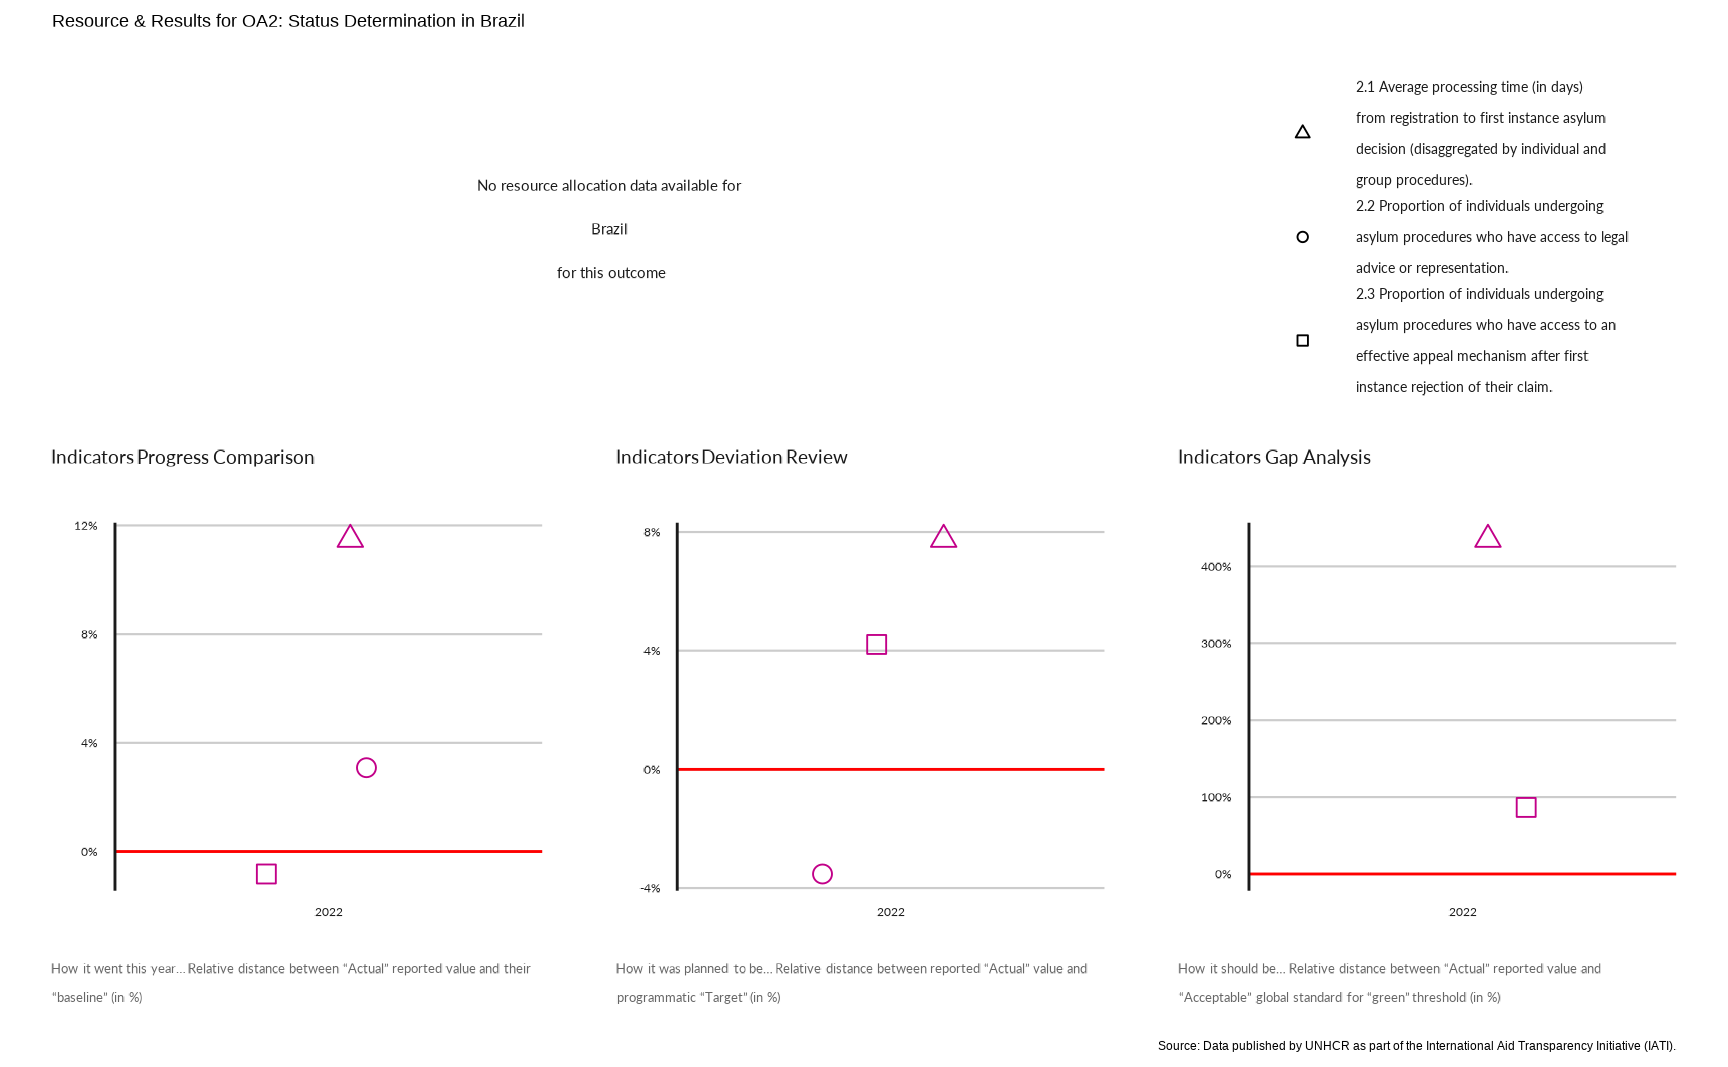 Resource & Results for OA2: Status Determination in Brazil
No resource allocation data available for
Brazil
for this outcome
2.1 Average processing time (in days)
from registration to first instance asylum
decision (disaggregated by individual and
group procedures).
2.2 Proportion of individuals undergoing
asylum procedures who have access to legal
advice or representation.
2.3 Proportion of individuals undergoing
asylum procedures who have access to an
effective appeal mechanism after first
instance rejection of their claim.
Indicators Progress Comparison
12%
8%
4%
0%
2022
How it went this year... Relative distance between “Actual” reported value and their
“baseline” (in %)
Indicators Deviation Review
8%
4%
0%
-4%
2022
How it was planned to be... Relative distance between reported “Actual” value and
programmatic “Target” (in %)
Indicators Gap Analysis
400%
300%
200%
100%
0%
2022
How it should be... Relative distance between “Actual” reported value and
“Acceptable” global standard for “green” threshold (in %)
Source: Data published by UNHCR as part of the International Aid Transparency Initiative (IATI).